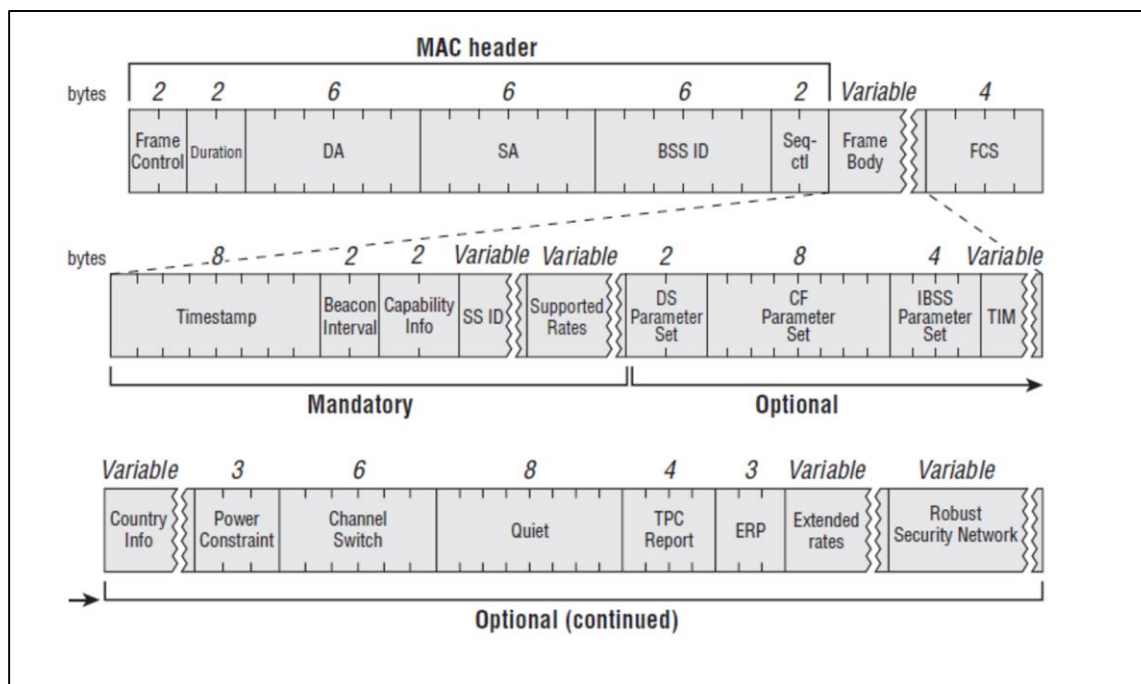 MAC header
bytes 2 2 6 6 6 2 Variable 4
Frame Control Duration DA SA BSS ID Seq-ctl Frame Body FCS
bytes 8 2 2 Variable Variable 2 8 4 Variable
Timestamp Beacon Interval Capability Info SS ID Supported Rates DS Parameter Set CF Parameter Set IBSS Parameter Set TIM
Mandatory Optional
Variable 3 6 8 4 3 Variable Variable
Country Info Power Constraint Channel Switch Quiet TPC Report ERP Extended rates Robust Security Network
Optional (continued)